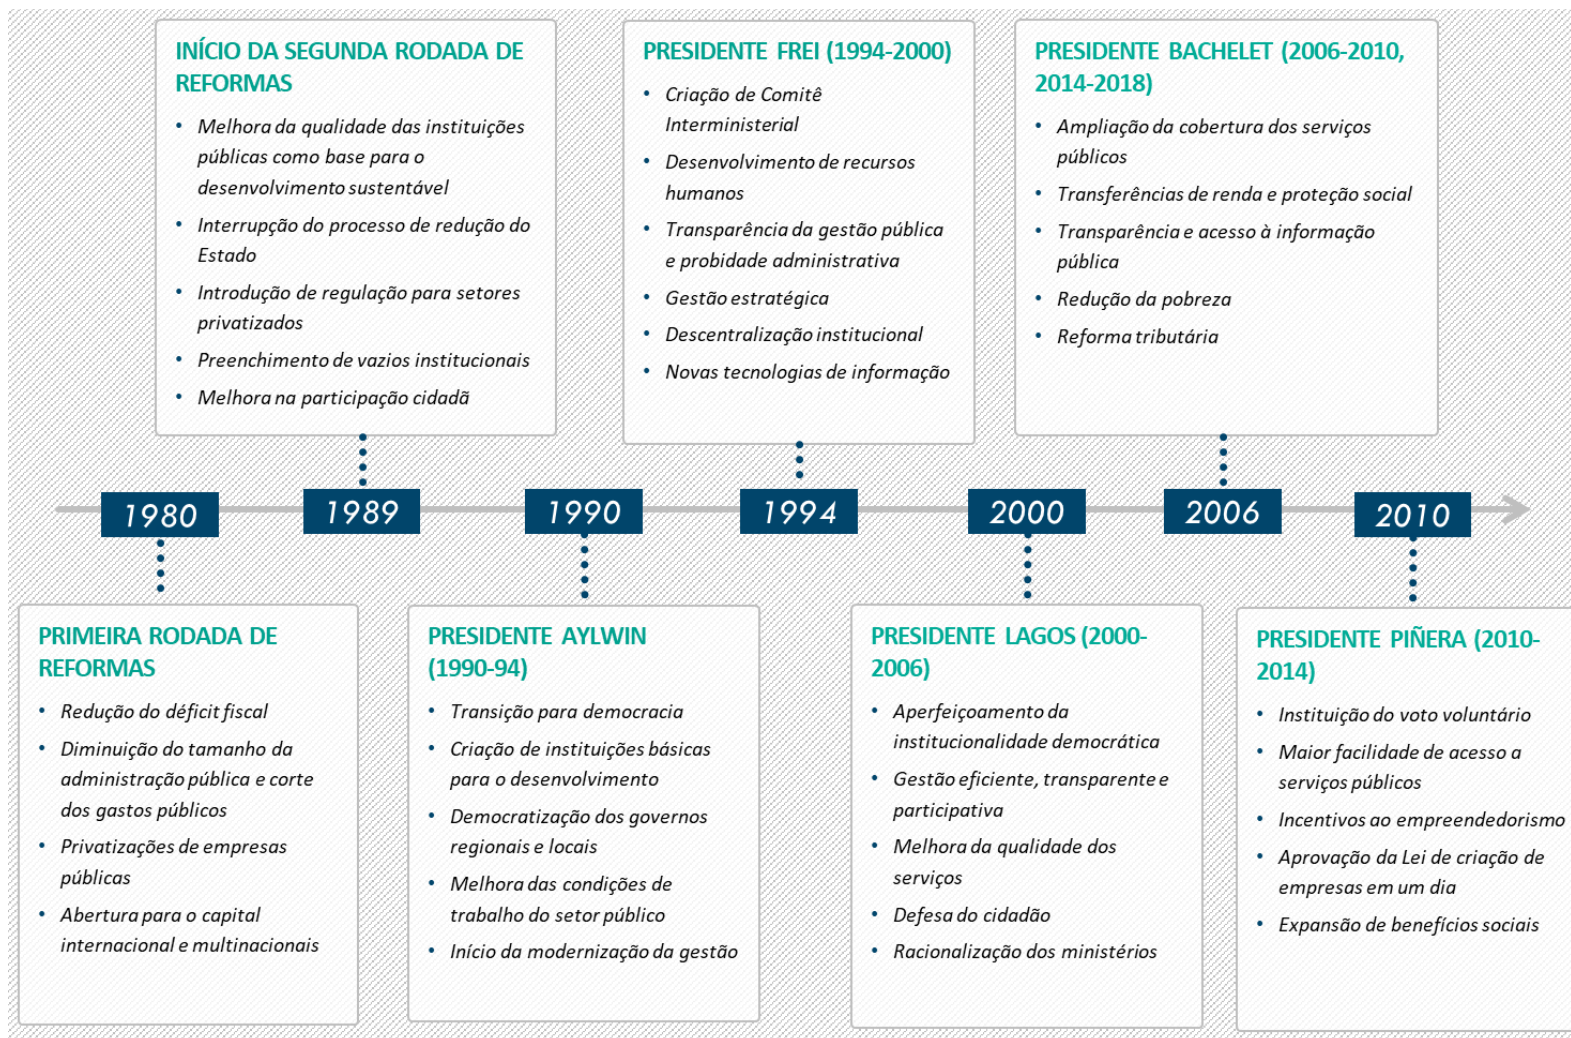 INÍCIO DA SEGUNDA RODADA DE
REFORMAS
• Melhora da qualidade das instituições
públicas como base para o
desenvolvimento sustentável
• Interrupção do processo de redução do
Estado
• Introdução de regulação para setores
privatizados
• Preenchimento de vazios institucionais
• Melhora na participação cidadã
PRESIDENTE FREI (1994-2000)
• Criação de Comitê
Interministerial
• Desenvolvimento de recursos
humanos
• Transparência da gestão pública
e probidade administrativa
• Gestão estratégica
• Descentralização institucional
• Novas tecnologias de informação
PRESIDENTE BACHELET (2006-2010,
2014-2018)
• Ampliação da cobertura dos serviços
públicos
• Transferências de renda e proteção social
• Transparência e acesso à informação
pública
• Redução da pobreza
• Reforma tributária
1980
1989
1990
1994
2000
2006
2010
PRIMEIRA RODADA DE
REFORMAS
• Redução do déficit fiscal
• Diminuição do tamanho da
administração pública e corte
dos gastos públicos
• Privatizações de empresas
públicas
• Abertura para o capital
internacional e multinacionais
PRESIDENTE AYLWIN
(1990-94)
• Transição para democracia
• Criação de instituições básicas
para o desenvolvimento
• Democratização dos governos
regionais e locais
• Melhora das condições de
trabalho do setor público
• Início da modernização da gestão
PRESIDENTE LAGOS (2000-
2006)
• Aperfeiçoamento da
institucionalidade democrática
• Gestão eficiente, transparente e
participativa
• Melhora da qualidade dos
serviços
• Defesa do cidadão
• Racionalização dos ministérios
PRESIDENTE PIÑERA (2010-
2014)
• Instituição do voto voluntário
• Maior facilidade de acesso a
serviços públicos
• Incentivos ao empreendedorismo
• Aprovação da Lei de criação de
empresas em um dia
• Expansão de benefícios sociais